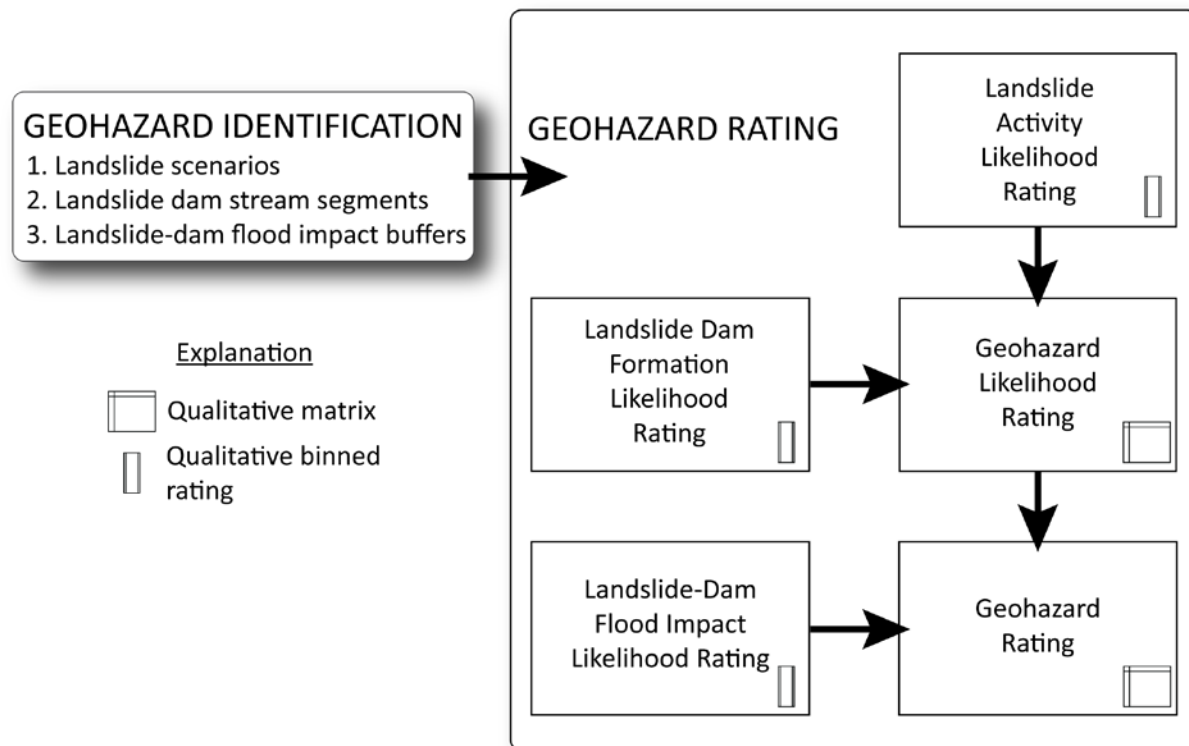 GEOHAZARD IDENTIFICATION
1. Landslide scenarios
2. Landslide dam stream segments
3. Landslide-dam flood impact buffers
Explanation
Qualitative matrix
Qualitative binned
rating
GEOHAZARD RATING
Landslide
Activity
Likelihood
Rating
Landslide Dam
Formation
Likelihood
Rating
Geohazard
Likelihood
Rating
Landslide-Dam
Flood Impact
Likelihood Rating
Geohazard
Rating